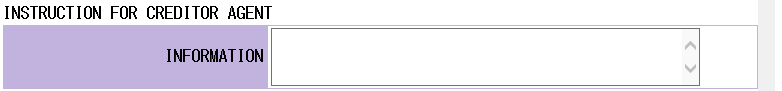 INSTRUCTION FOR CREDITOR AGENT
INFORMATION